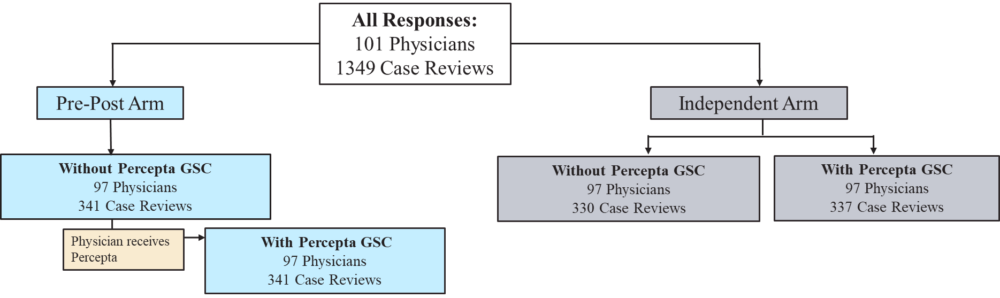 All Responses:
101 Physicians
1349 Case Reviews
Pre-Post Arm
Independent Arm
Without Percepta GSC
97 Physicians
341 Case Reviews
Without Percepta GSC
97 Physicians
330 Case Reviews
With Percepta GSC
97 Physicians
337 Case Reviews
Physician receives
Percepta
With Percepta GSC
97 Physicians
341 Case Reviews